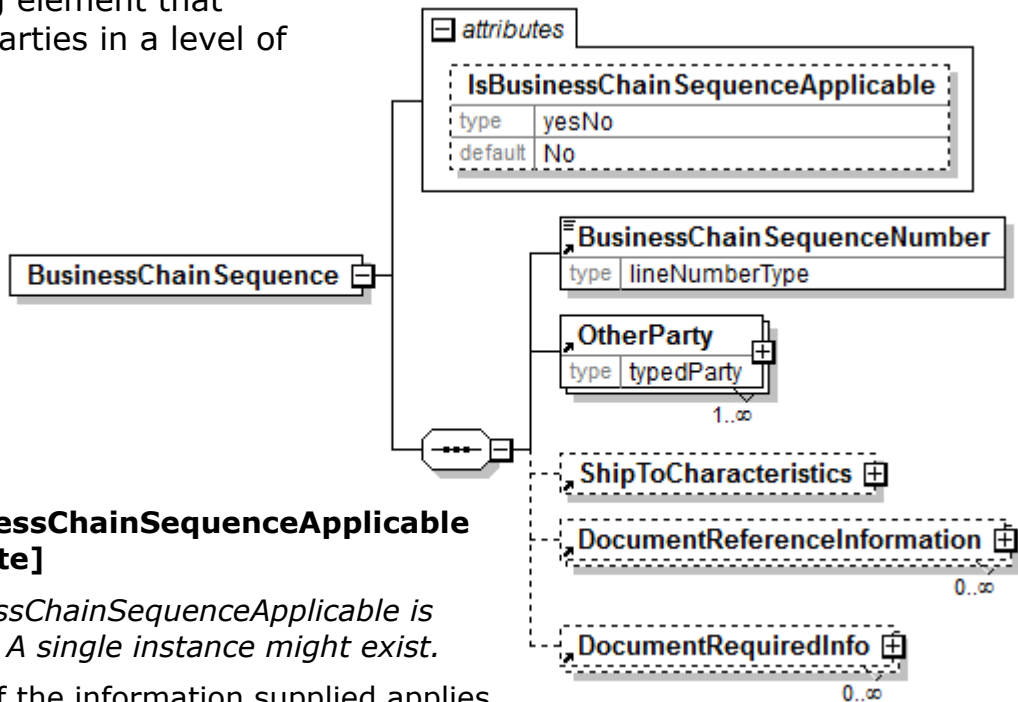 element that
arties in a level of
attributes
IsBusinessChainSequenceApplicable
type yesNo
default No
BusinessChainSequence
BusinessChainSequenceNumber
type lineNumberType
OtherParty
type typedParty
1..∞
ShipToCharacteristics
DocumentReferenceInformation
0..∞
DocumentRequiredInfo
0..∞
essChainSequenceApplicable
te]
ssChainSequenceApplicable is
A single instance might exist.
f the information supplied applies